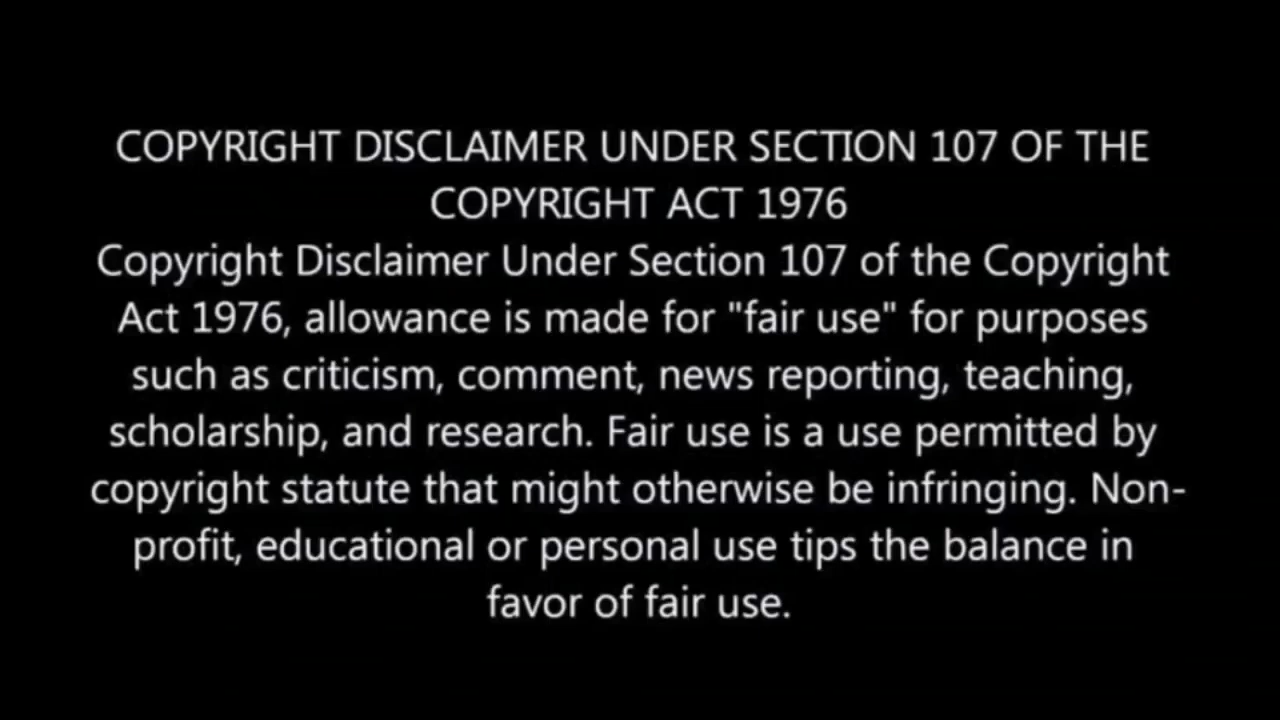 COPYRIGHT DISCLAIMER UNDER SECTION 107 OF THE
COPYRIGHT ACT 1976
Copyright Disclaimer Under Section 107 of the Copyright
Act 1976, allowance is made for "fair use" for purposes
such as criticism, comment, news reporting, teaching,
scholarship, and research. Fair use is a use permitted by
copyright statute that might otherwise be infringing. Non-
profit, educational or personal use tips the balance in
favor of fair use.